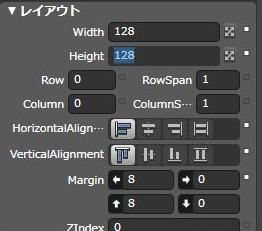 ▼ レイアウト
Width 128
Height 128
Row 0 RowSpan 1
Column 0 ColumnS··· 1
HorizontalAlign···
VerticalAlignment
Margin 8 0
8 0
ZIndex 0